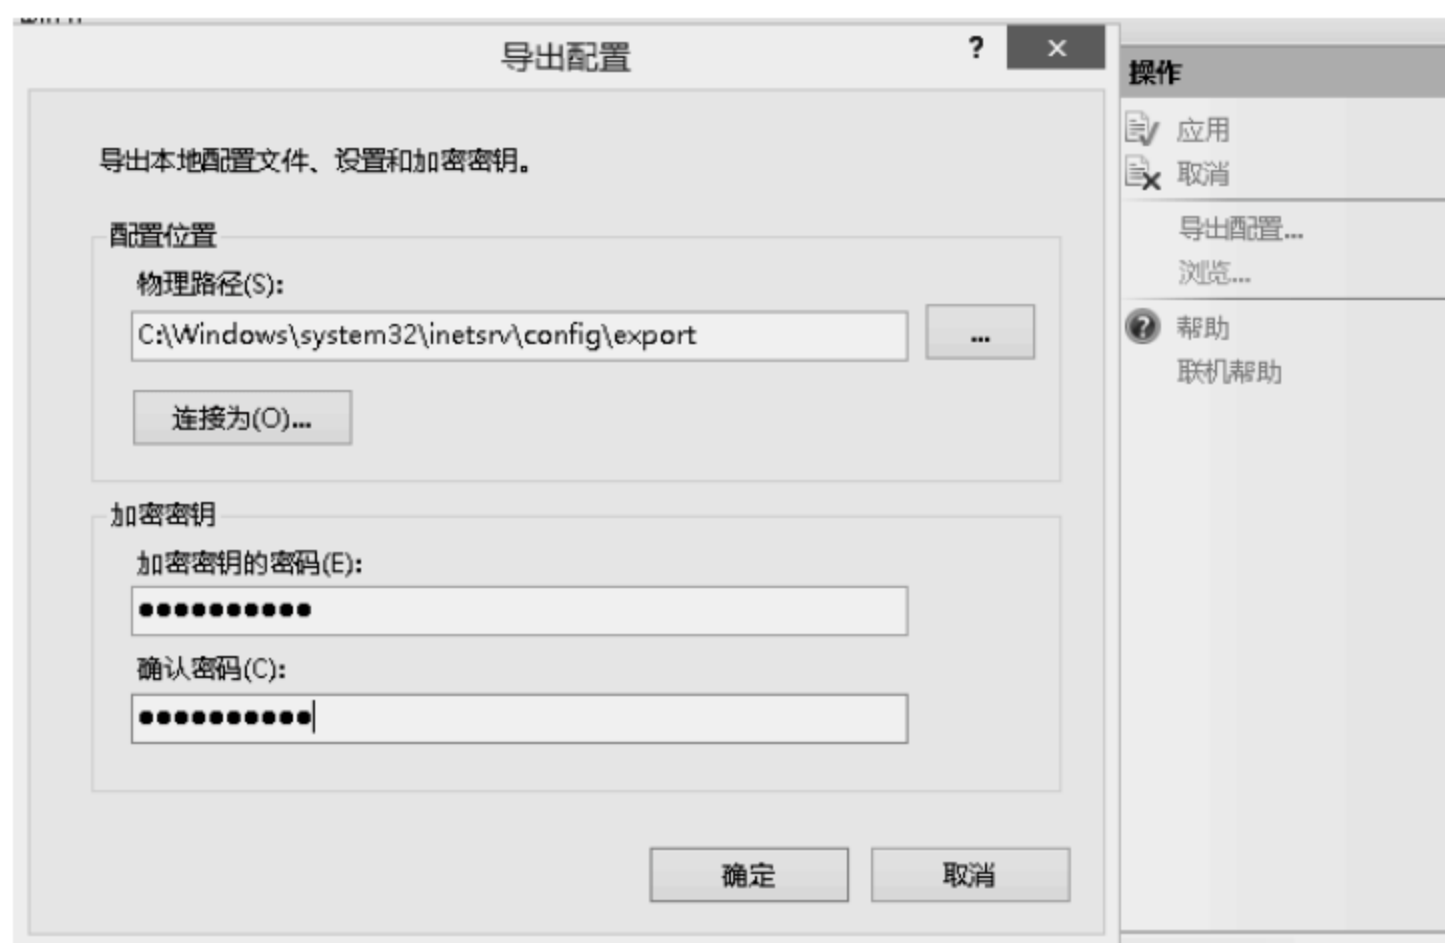 导出配置
?
×
导出本地配置文件、设置和加密密钥。
配置位置
物理路径(S):
C:\Windows\system32\inetsrv\config\export
...
连接为(O)...
加密密钥
加密密钥的密码(E):
●●●●●●●●●●
确认密码(C):
●●●●●●●●●●
确定
取消
操作
应用
取消
导出配置...
浏览...
帮助
联机帮助